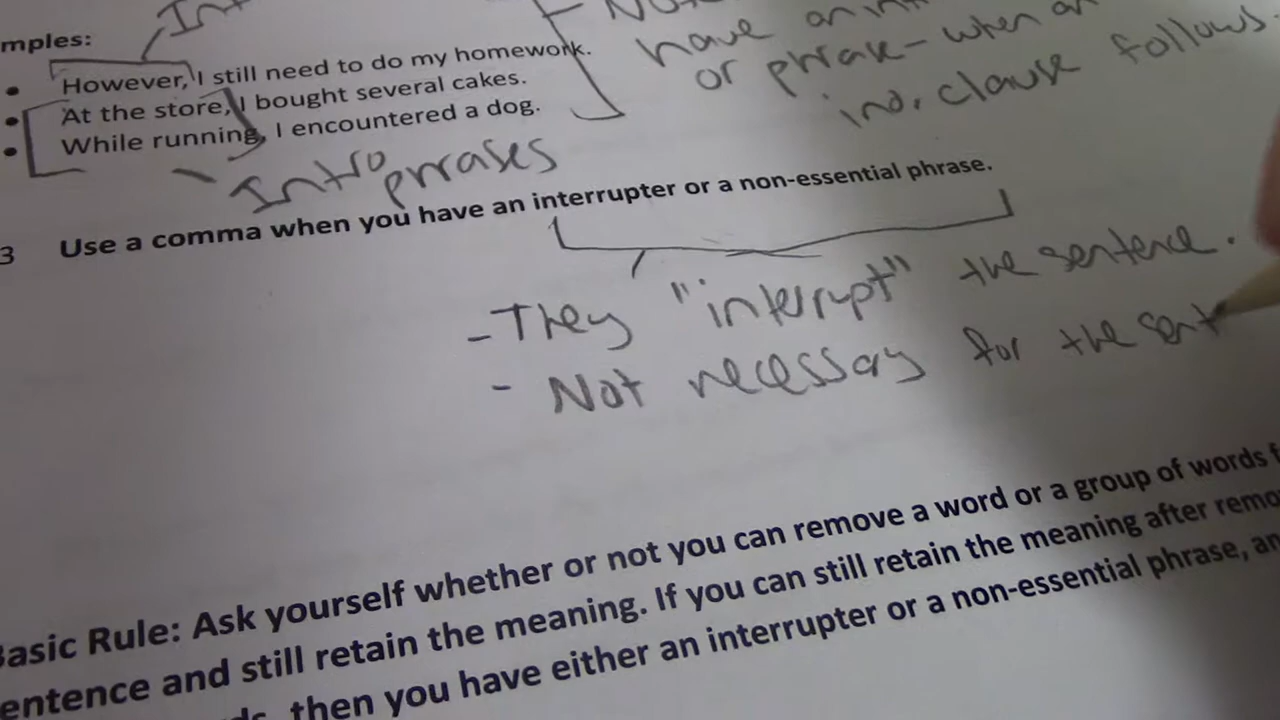 Int
mples:
However, I still need to do my homework.
At the store, I bought several cakes.
While running, I encountered a dog.
have an
or phrase - when an
ind. clause follows.
Intro
phrases
3 Use a comma when you have an interrupter or a non-essential phrase.
- They "interrupt" the sentence.
- Not necessary for the sent
Basic Rule: Ask yourself whether or not you can remove a word or a group of words f
entence and still retain the meaning. If you can still retain the meaning after remo
then you have either an interrupter or a non-essential phrase, an